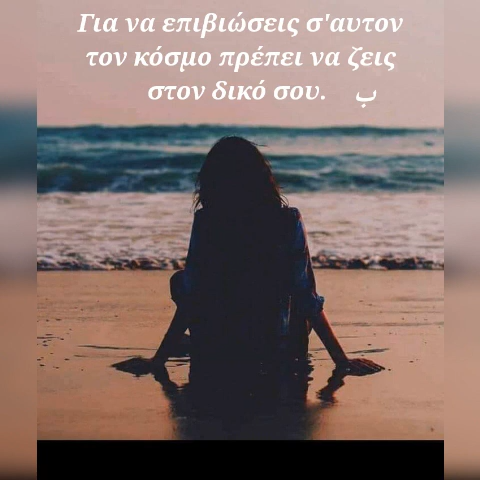 Για να επιβιώσεις σ'αυτον
τον κόσμο πρέπει να ζεις
στον δικό σου. ب